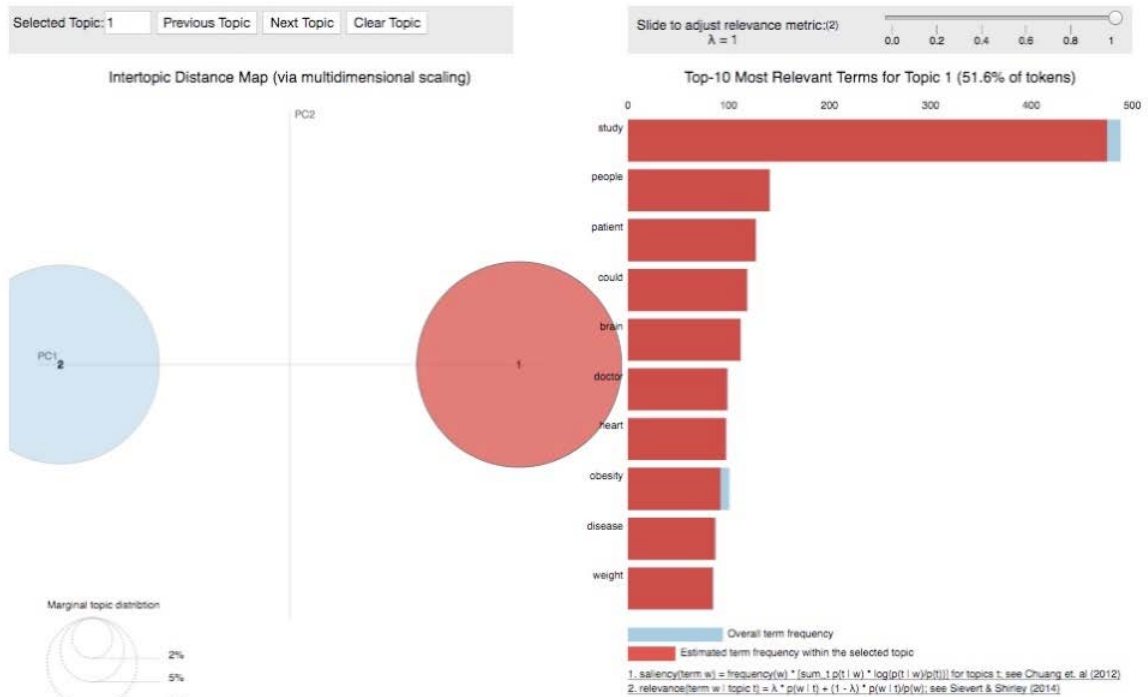 Selected Topic: 1 Previous Topic Next Topic Clear Topic
Slide to adjust relevance metric:(2)
λ = 1
0.0 0.2 0.4 0.6 0.8 1
Intertopic Distance Map (via multidimensional scaling)
PC2
PC1
2
1
Marginal topic distribtion
2%
5%
Top-10 Most Relevant Terms for Topic 1 (51.6% of tokens)
0 100 200 300 400 500
study
people
patient
could
brain
doctor
heart
obesity
disease
weight
Overall term frequency
Estimated term frequency within the selected topic
1. saliency(term w) = frequency(w) * [sum_t p(t | w) * log(p(t | w)/p(t))] for topics t; see Chuang et. al (2012)
2. relevance(term w | topic t) = λ * p(w | t) + (1 - λ) * p(w | t)/p(w); see Sievert & Shirley (2014)